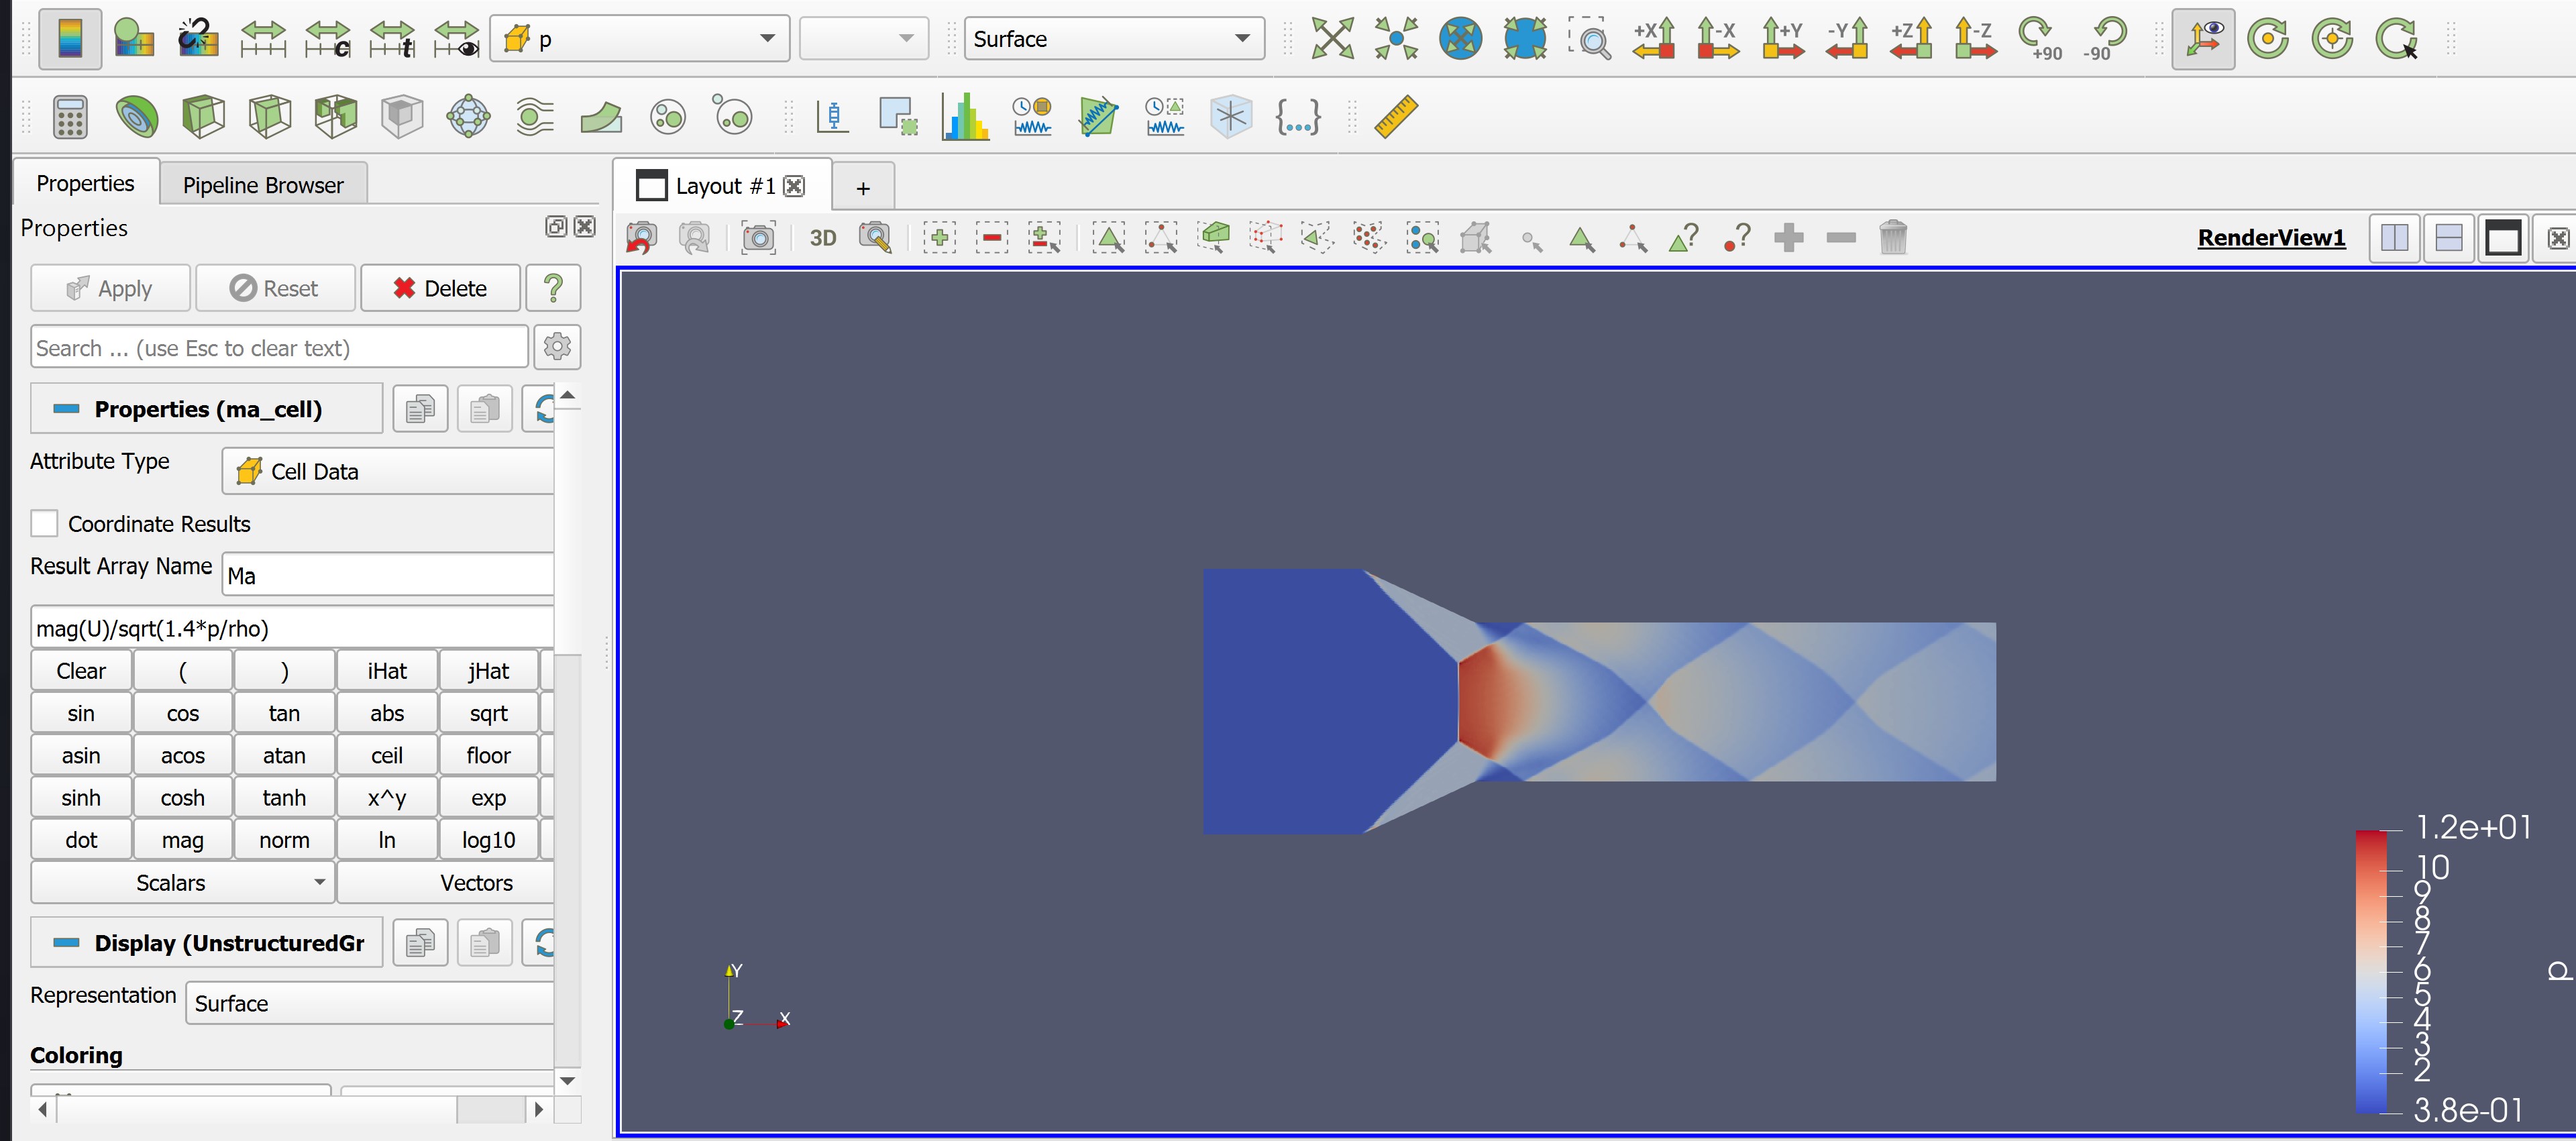 p Surface +X -X +Y -Y +Z -Z +90 -90
c t
Properties Pipeline Browser Layout #1 +
Properties
3D RenderView1
Apply Reset Delete ?
Search ... (use Esc to clear text)
Properties (ma_cell)
Attribute Type Cell Data
Coordinate Results
Result Array Name Ma
mag(U)/sqrt(1.4*p/rho)
Clear ( ) iHat jHat
sin cos tan abs sqrt
asin acos atan ceil floor
sinh cosh tanh x^y exp
dot mag norm ln log10
Scalars Vectors
Display (UnstructuredGr
Representation Surface
Coloring
Y
Z X
1.2e+01
10
9
8
7
6
5
4
3
2
3.8e-01
p